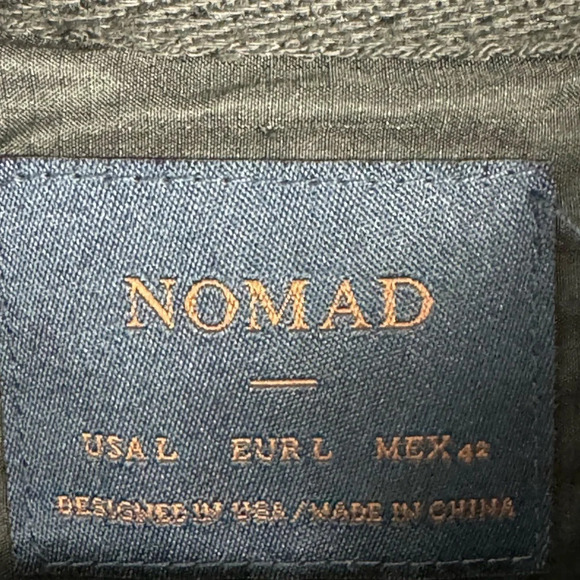 NOMAD
USA L EUR L MEX 42
DESIGNED IN USA / MADE IN CHINA